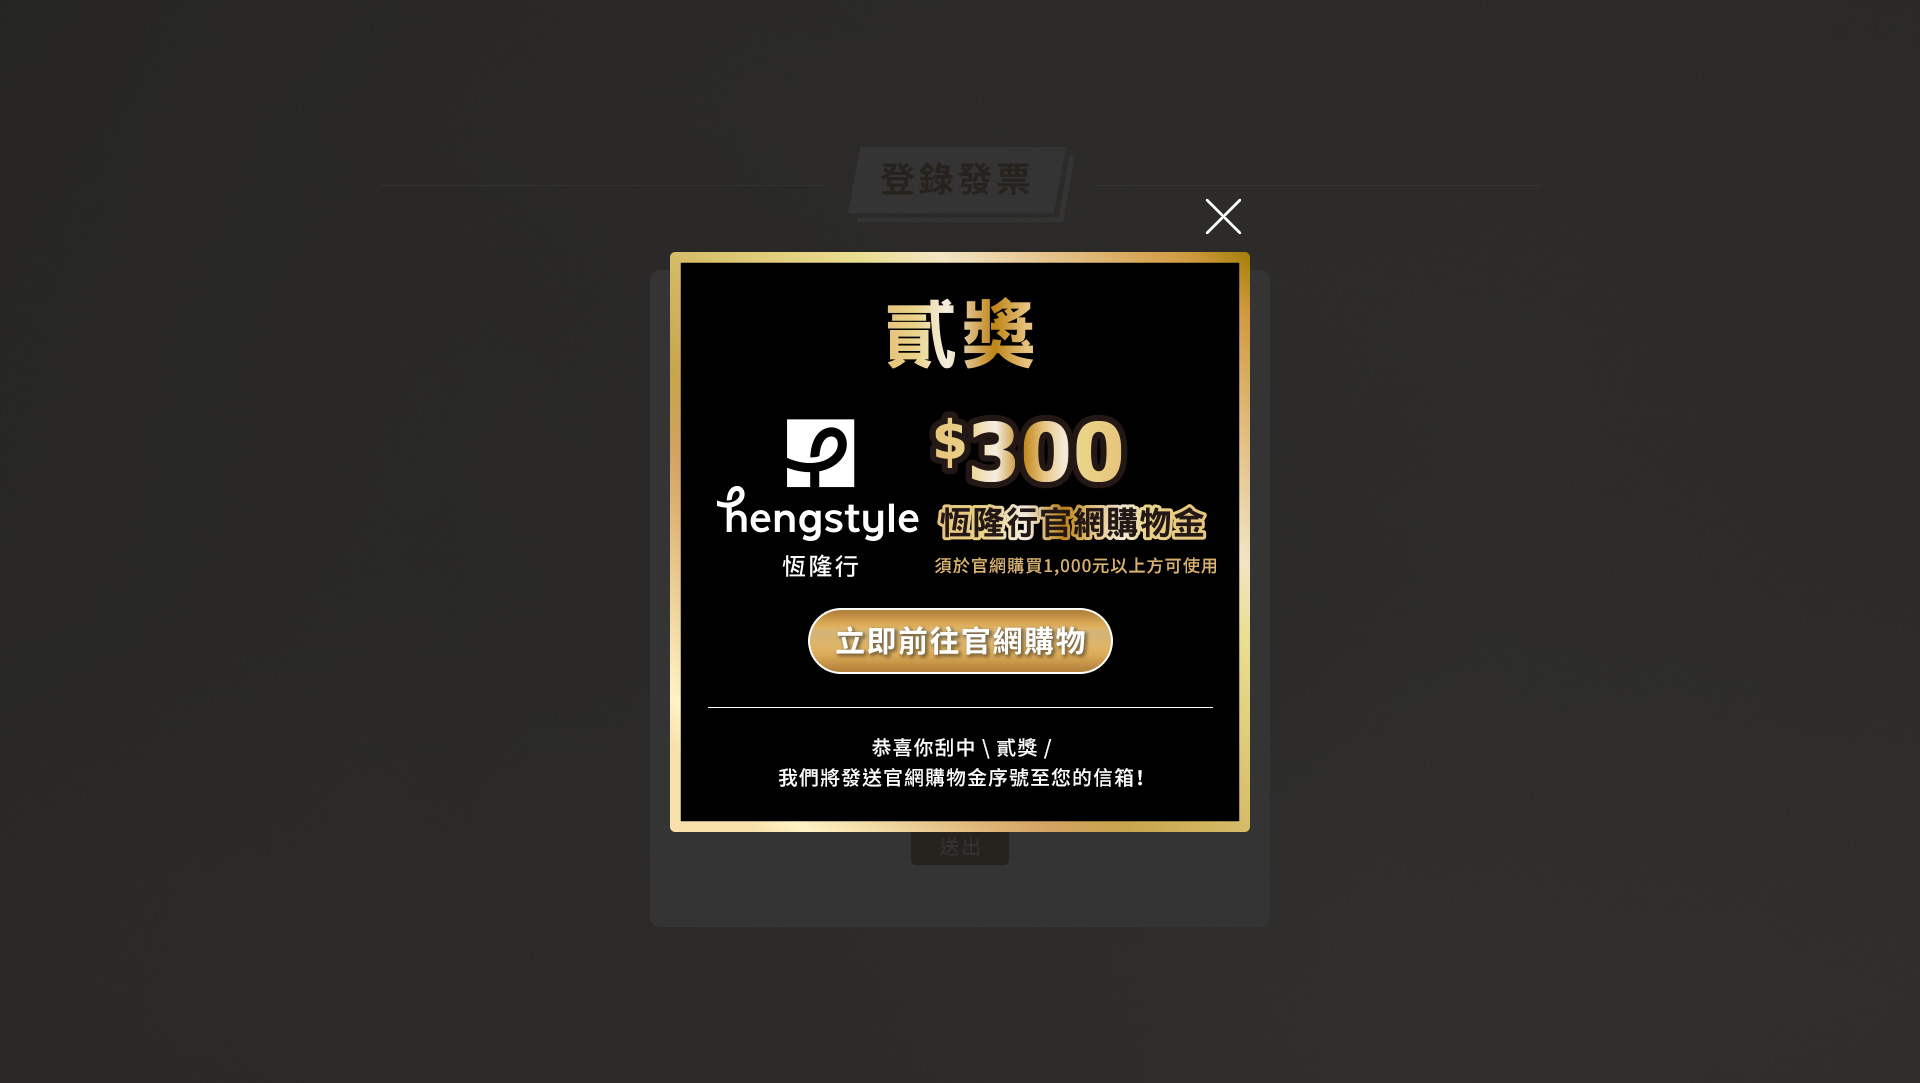 登錄發票
貳獎
$300
hengstyle
恆隆行官網購物金
恆隆行
須於官網購買1,000元以上方可使用
立即前往官網購物
恭喜你刮中 \ 貳獎 /
我們將發送官網購物金序號至您的信箱!
送出